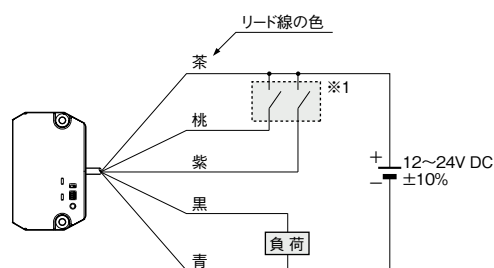 リード線の色
茶
※1
桃
紫
+
12～24V DC
−
±10%
黒
負荷
青